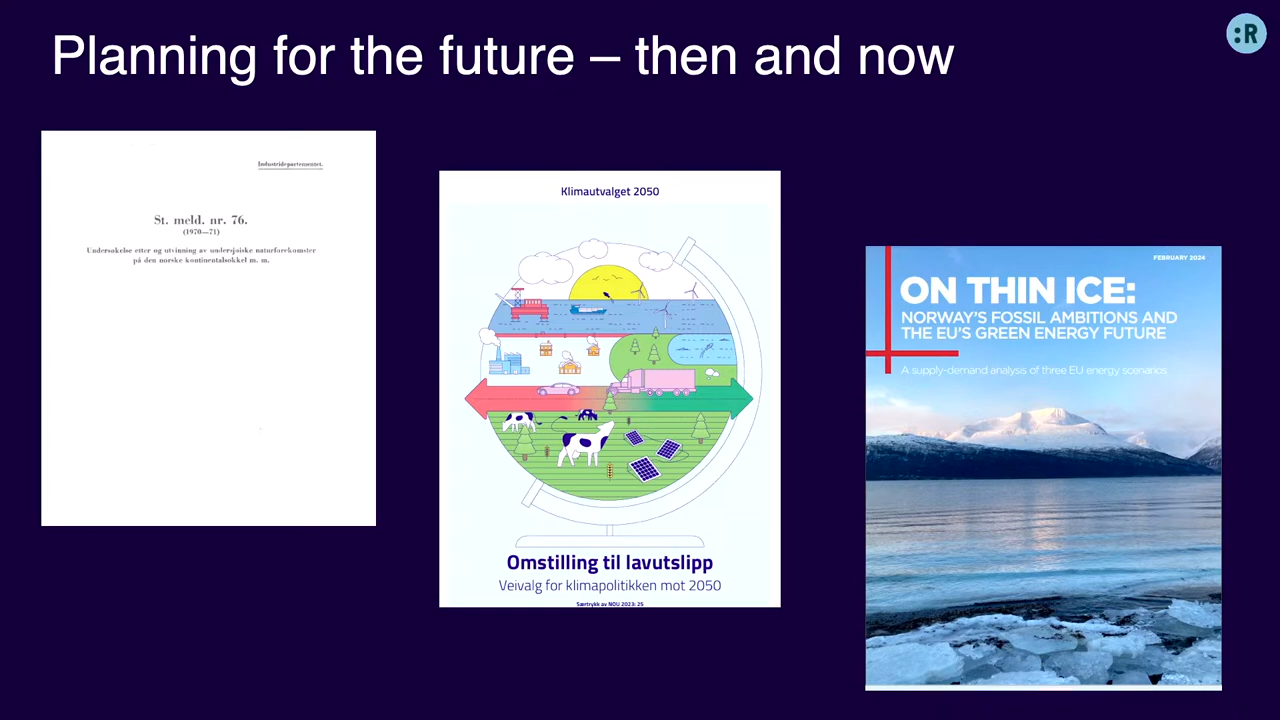 Planning for the future – then and now
:R
Industridepartementet.
St. meld. nr. 76.
(1970—71)
Undersøkelse etter og utvinning av undersjøiske naturforekomster
på den norske kontinentalsokkel m. m.
Klimautvalget 2050
Omstilling til lavutslipp
Veivalg for klimapolitikken mot 2050
Særtrykk av NOU 2023: 25
FEBRUARY 2024
ON THIN ICE:
NORWAY'S FOSSIL AMBITIONS AND
THE EU'S GREEN ENERGY FUTURE
A supply-demand analysis of three EU energy scenarios